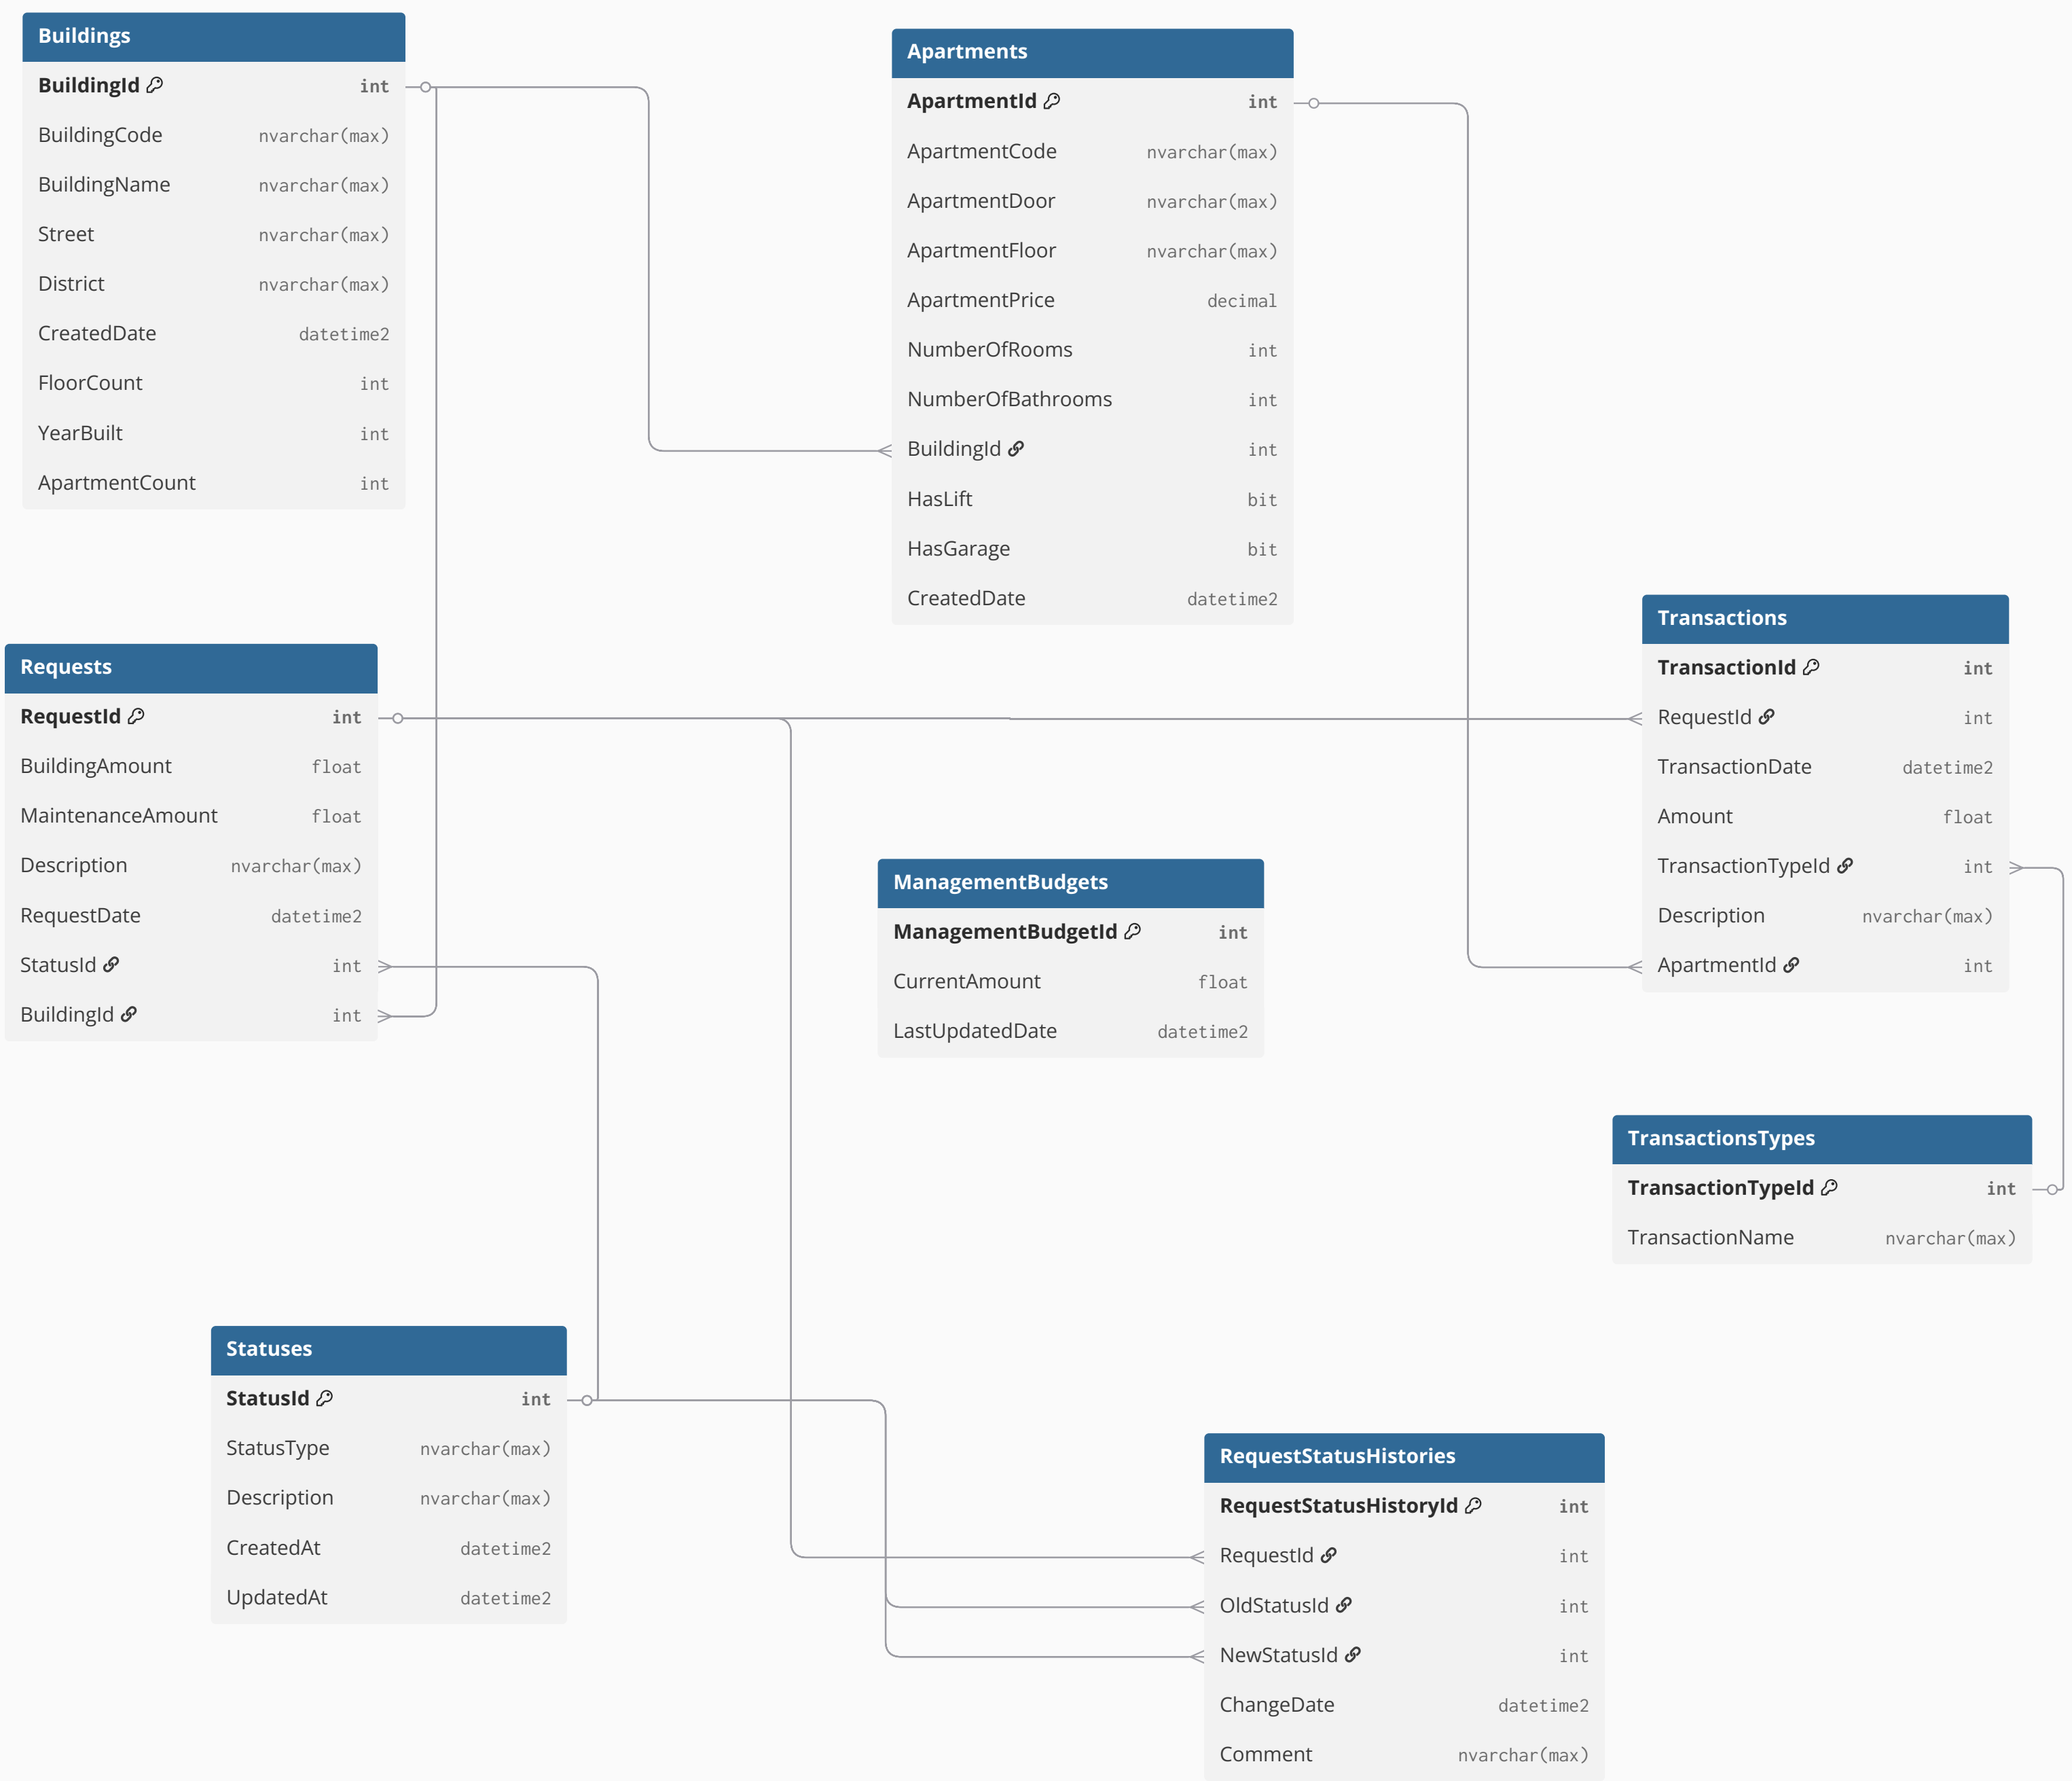 Buildings
BuildingId int
BuildingCode nvarchar(max)
BuildingName nvarchar(max)
Street nvarchar(max)
District nvarchar(max)
CreatedDate datetime2
FloorCount int
YearBuilt int
ApartmentCount int
Apartments
ApartmentId int
ApartmentCode nvarchar(max)
ApartmentDoor nvarchar(max)
ApartmentFloor nvarchar(max)
ApartmentPrice decimal
NumberOfRooms int
NumberOfBathrooms int
BuildingId int
HasLift bit
HasGarage bit
CreatedDate datetime2
Requests
RequestId int
BuildingAmount float
MaintenanceAmount float
Description nvarchar(max)
RequestDate datetime2
StatusId int
BuildingId int
Transactions
TransactionId int
RequestId int
TransactionDate datetime2
Amount float
TransactionTypeId int
Description nvarchar(max)
ApartmentId int
ManagementBudgets
ManagementBudgetId int
CurrentAmount float
LastUpdatedDate datetime2
TransactionsTypes
TransactionTypeId int
TransactionName nvarchar(max)
Statuses
StatusId int
StatusType nvarchar(max)
Description nvarchar(max)
CreatedAt datetime2
UpdatedAt datetime2
RequestStatusHistories
RequestStatusHistoryId int
RequestId int
OldStatusId int
NewStatusId int
ChangeDate datetime2
Comment nvarchar(max)